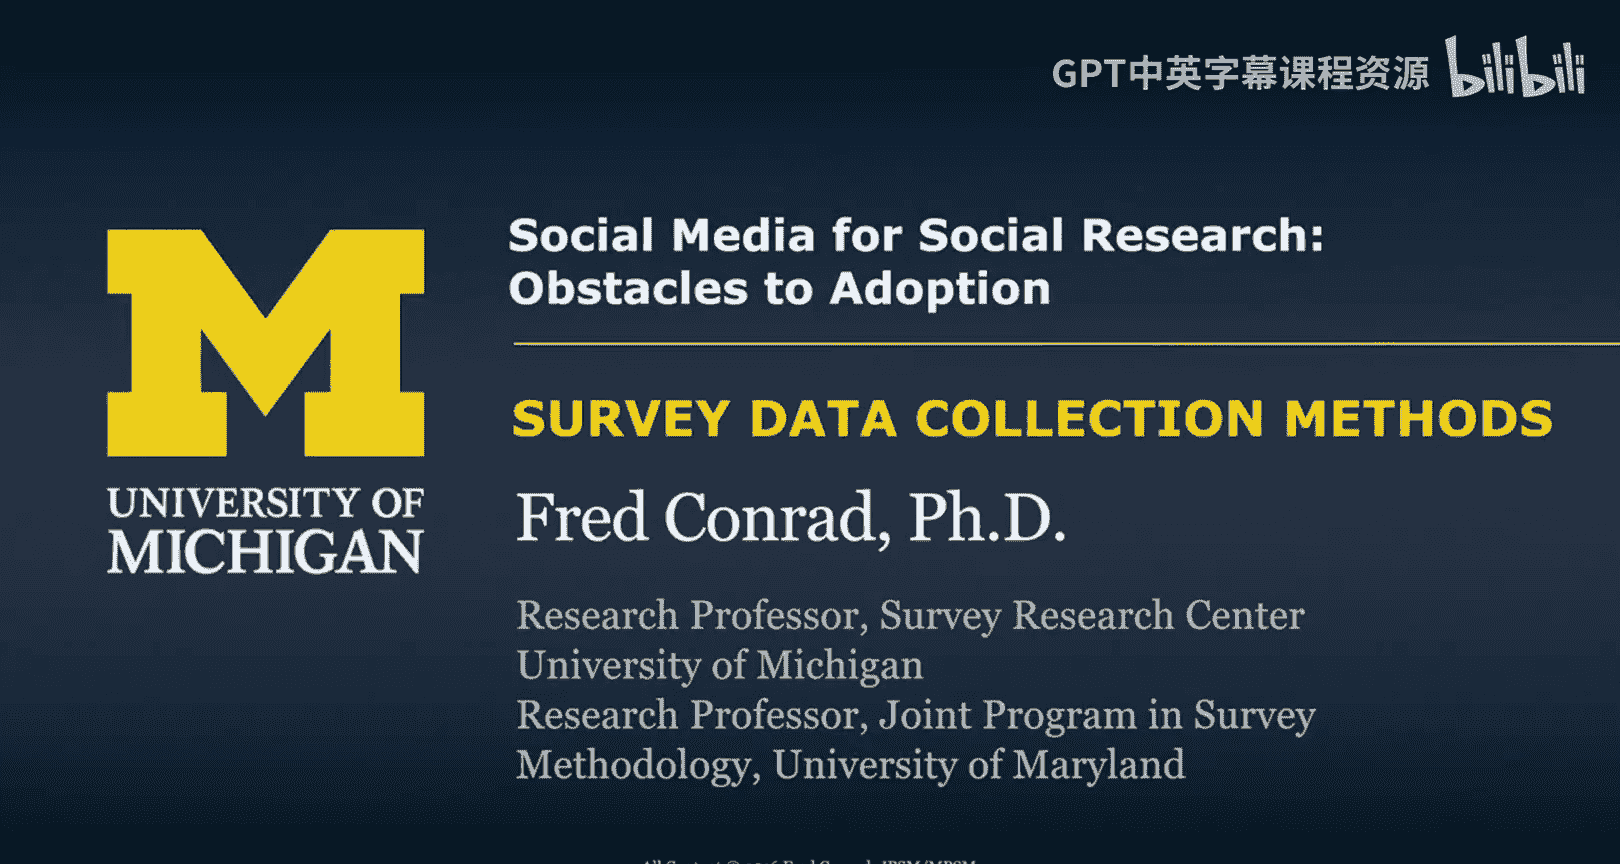 GPT中英字幕课程资源 bilibili
Social Media for Social Research:
Obstacles to Adoption
SURVEY DATA COLLECTION METHODS
Fred Conrad, Ph.D.
Research Professor, Survey Research Center
University of Michigan
Research Professor, Joint Program in Survey
Methodology, University of Maryland
M
UNIVERSITY OF
MICHIGAN